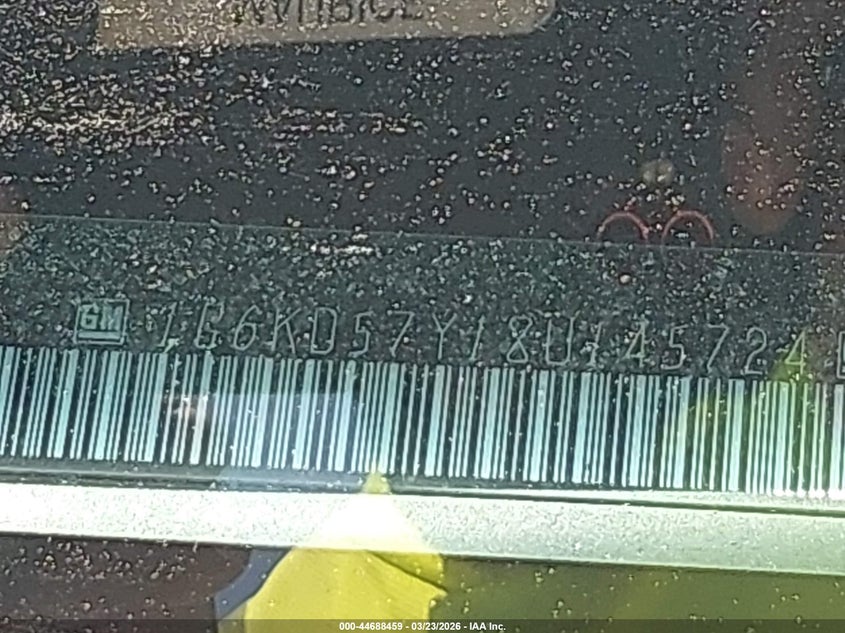 GM 1G6KD57Y18U145724
000-44688459 - 03/23/2026 - IAA Inc.